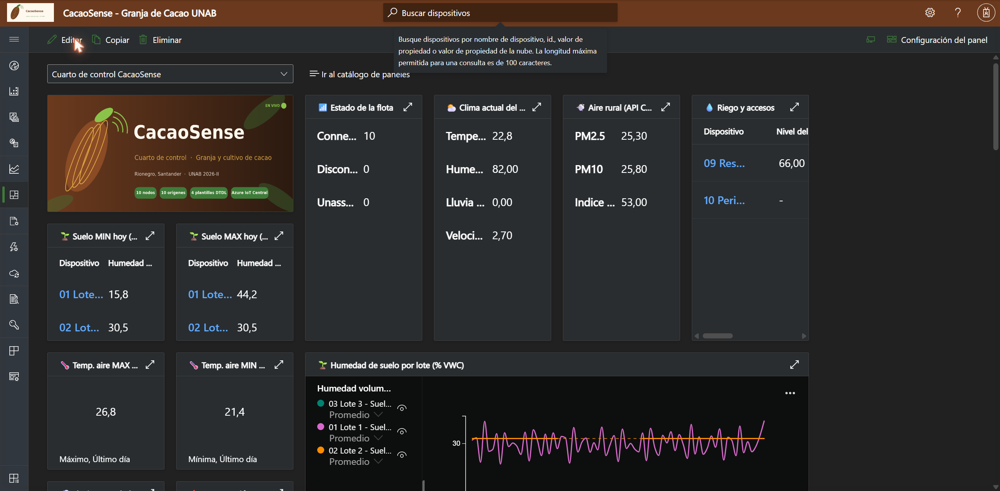 CacaoSense
CacaoSense - Granja de Cacao UNAB
Buscar dispositivos
Editar
Copiar
Eliminar
Busque dispositivos por nombre de dispositivo, id., valor de
propiedad o valor de propiedad de la nube. La longitud máxima
permitida para una consulta es de 100 caracteres.
Configuración del panel
Cuarto de control CacaoSense
Ir al catálogo de paneles
EN VIVO
CacaoSense
Cuarto de control · Granja y cultivo de cacao
Rionegro, Santander · UNAB 2026-II
10 nodos
10 orígenes
4 plantillas DTDL
Azure IoT Central
Estado de la flota
Conne... 10
Discon... 0
Unass... 0
Clima actual del ...
Tempe... 22,8
Hume... 82,00
Lluvia ... 0,00
Veloci... 2,70
Aire rural (API C...
PM2.5 25,30
PM10 25,80
Indice ... 53,00
Riego y accesos
Dispositivo Nivel del
09 Res... 66,00
10 Peri... -
Suelo MIN hoy (...
Dispositivo Humedad ...
01 Lote... 15,8
02 Lot... 30,5
Suelo MAX hoy (...
Dispositivo Humedad ...
01 Lote... 44,2
02 Lot... 30,5
Temp. aire MAX ...
26,8
Máximo, Último día
Temp. aire MIN ...
21,4
Mínima, Último día
Humedad de suelo por lote (% VWC)
Humedad volum...
03 Lote 3 - Suel...
Promedio
01 Lote 1 - Suel...
Promedio
02 Lote 2 - Suel...
Promedio
30